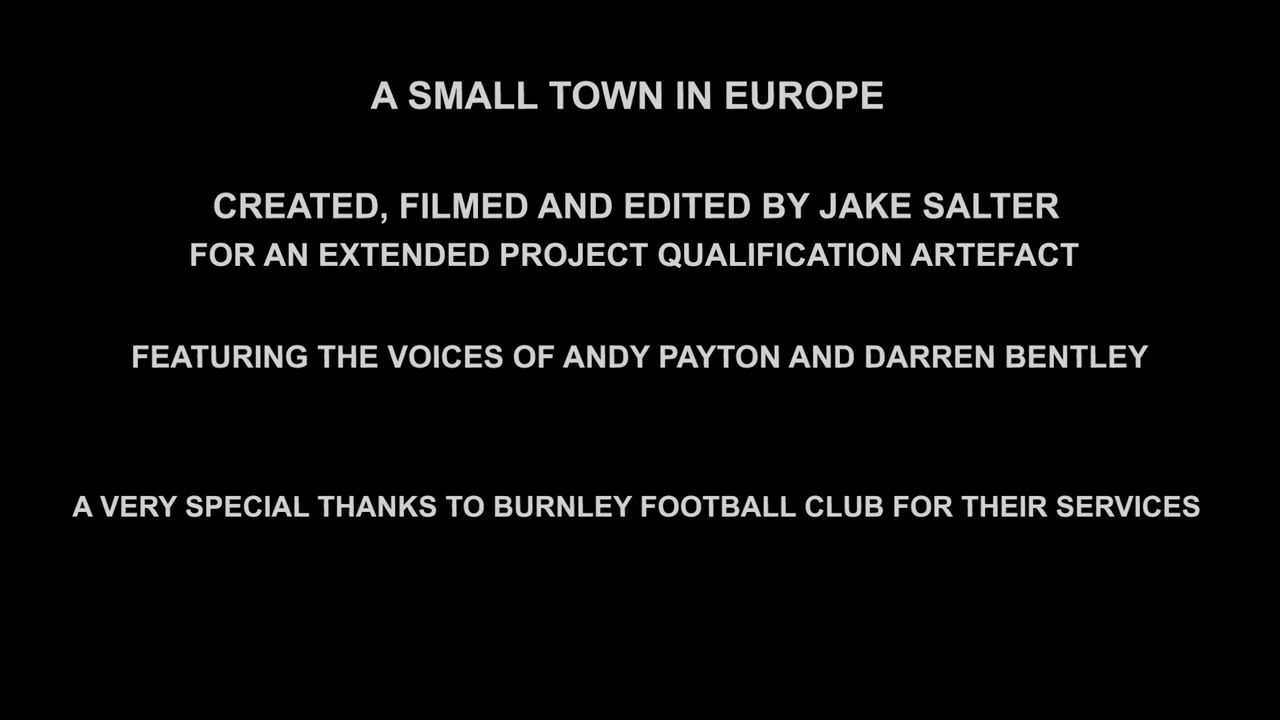 A SMALL TOWN IN EUROPE
CREATED, FILMED AND EDITED BY JAKE SALTER
FOR AN EXTENDED PROJECT QUALIFICATION ARTEFACT
FEATURING THE VOICES OF ANDY PAYTON AND DARREN BENTLEY
A VERY SPECIAL THANKS TO BURNLEY FOOTBALL CLUB FOR THEIR SERVICES